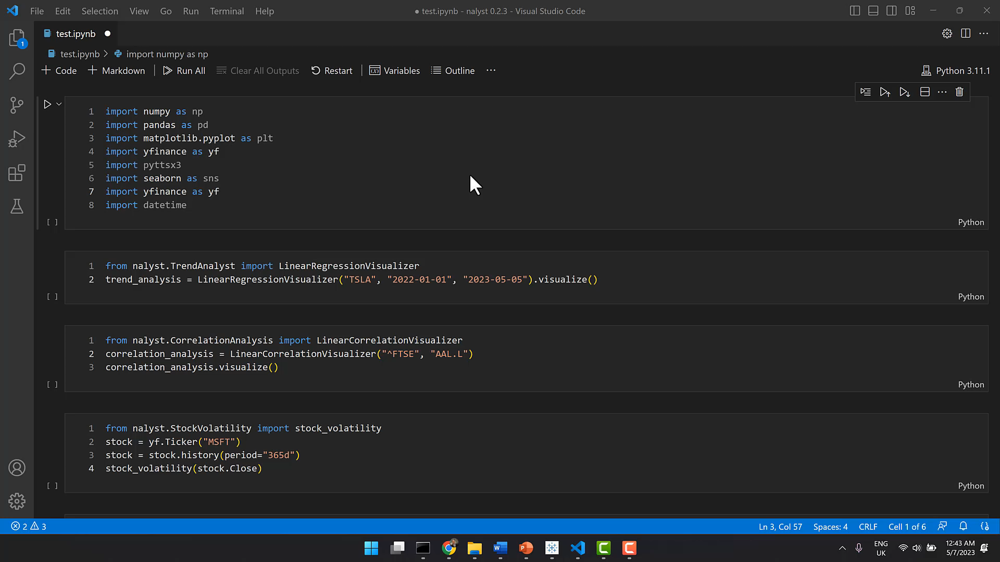 File Edit Selection View Go Run Terminal Help
● test.ipynb - nalyst 0.2.3 - Visual Studio Code
1
test.ipynb
test.ipynb > import numpy as np
+ Code + Markdown Run All Clear All Outputs Restart Variables Outline ...
Python 3.11.1
1 import numpy as np
2 import pandas as pd
3 import matplotlib.pyplot as plt
4 import yfinance as yf
5 import pyttsx3
6 import seaborn as sns
7 import yfinance as yf
8 import datetime
[ ]
Python
1 from nalyst.TrendAnalyst import LinearRegressionVisualizer
2 trend_analysis = LinearRegressionVisualizer("TSLA", "2022-01-01", "2023-05-05").visualize()
[ ]
Python
1 from nalyst.CorrelationAnalysis import LinearCorrelationVisualizer
2 correlation_analysis = LinearCorrelationVisualizer("^FTSE", "AAL.L")
3 correlation_analysis.visualize()
[ ]
Python
1 from nalyst.StockVolatility import stock_volatility
2 stock = yf.Ticker("MSFT")
3 stock = stock.history(period="365d")
4 stock_volatility(stock.Close)
[ ]
Python
2 3
Ln 3, Col 57 Spaces: 4 CRLF Cell 1 of 6
ENG
UK
12:43 AM
5/7/2023